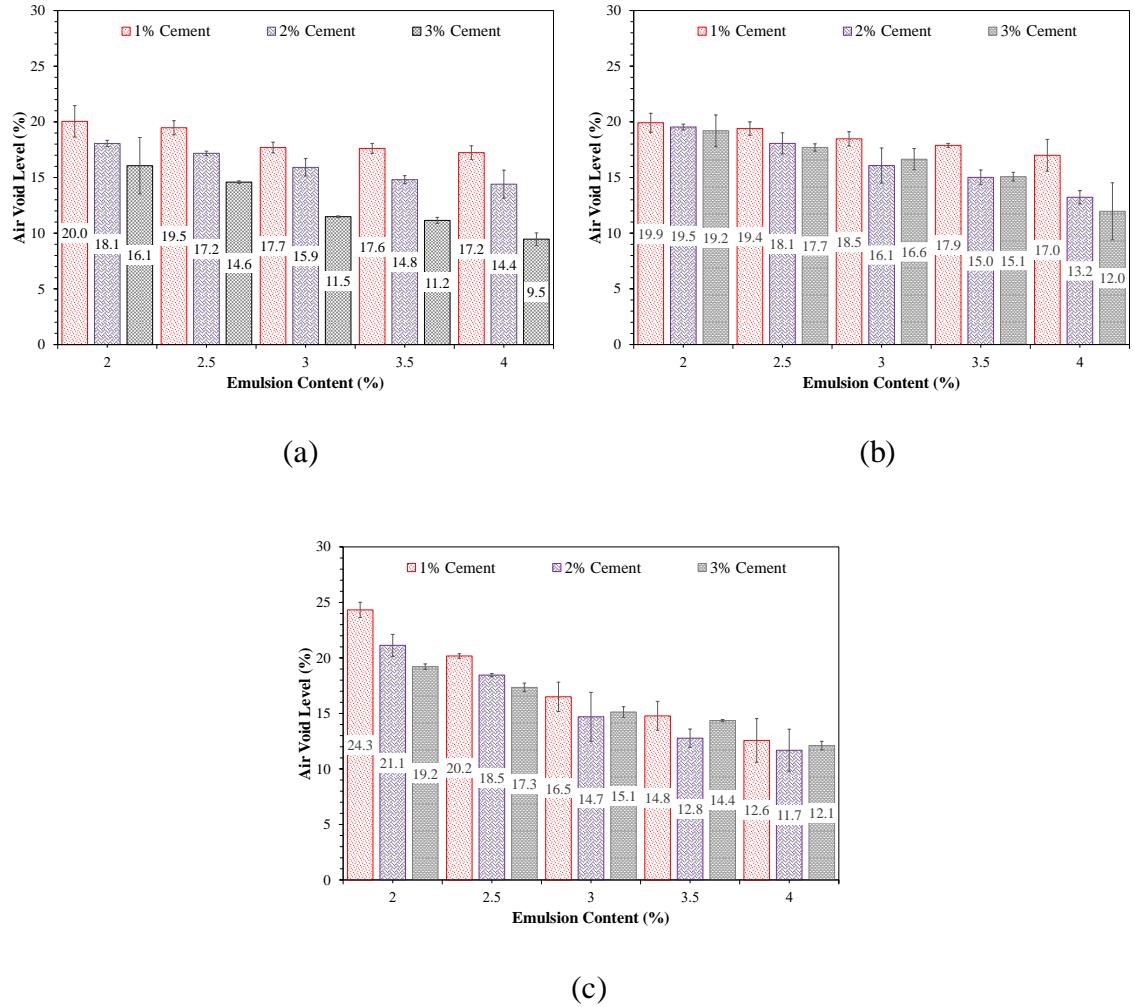 30
25
20
15
10
5
0
Air Void Level (%)
1% Cement 2% Cement 3% Cement
20.0 18.1 16.1 19.5 17.2 14.6 17.7 15.9 11.5 17.6 14.8 11.2 17.2 14.4 9.5
2 2.5 3 3.5 4
Emulsion Content (%)
(a)
30
25
20
15
10
5
0
Air Void Level (%)
1% Cement 2% Cement 3% Cement
19.9 19.5 19.2 19.4 18.1 17.7 18.5 16.1 16.6 17.9 15.0 15.1 17.0 13.2 12.0
2 2.5 3 3.5 4
Emulsion Content (%)
(b)
30
25
20
15
10
5
0
Air Void Level (%)
1% Cement 2% Cement 3% Cement
24.3 21.1 19.2 20.2 18.5 17.3 16.5 14.7 15.1 14.8 12.8 14.4 12.6 11.7 12.1
2 2.5 3 3.5 4
Emulsion Content (%)
(c)